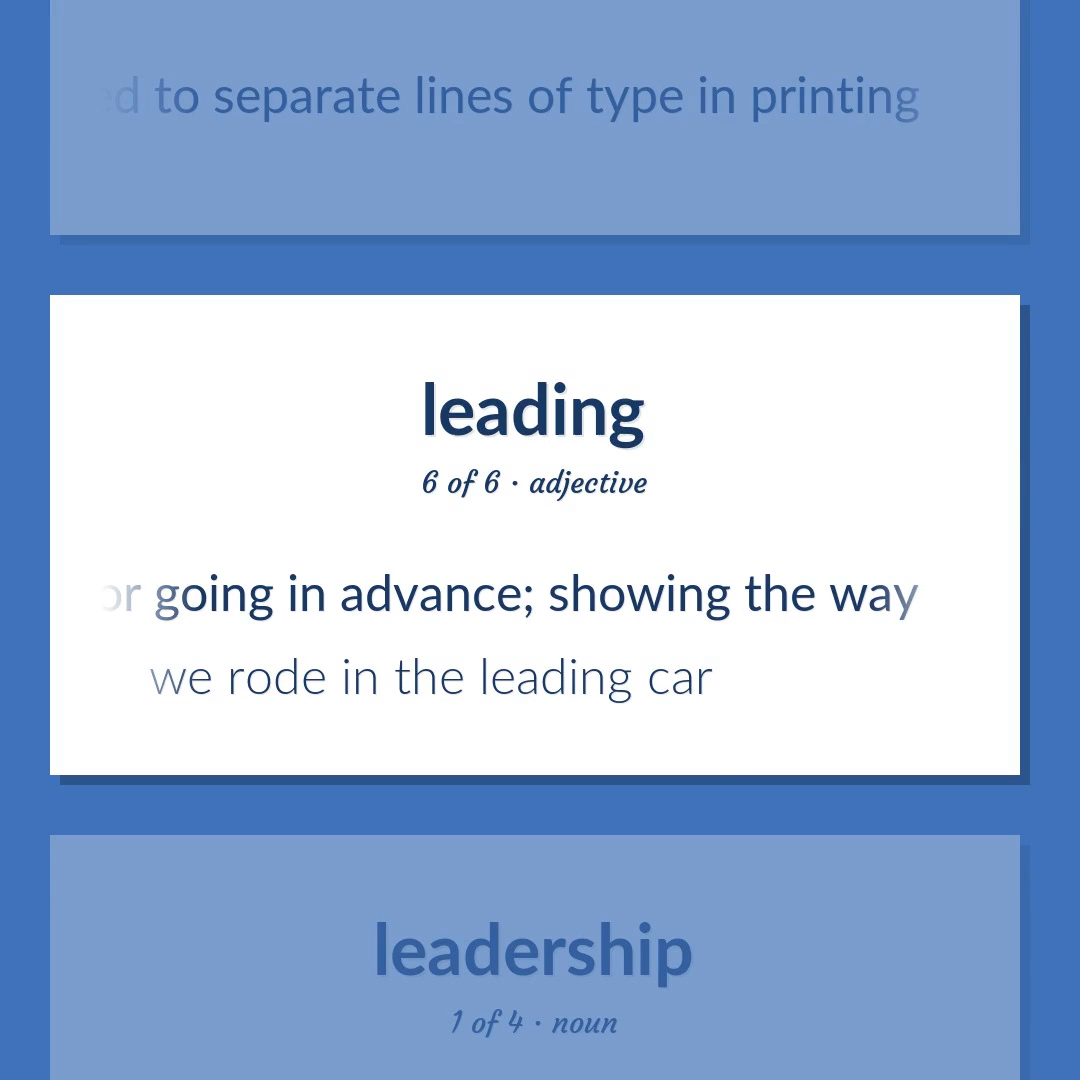 to separate lines of type in printing
leading
6 of 6 · adjective
or going in advance; showing the way
we rode in the leading car
leadership
1 of 4 · noun